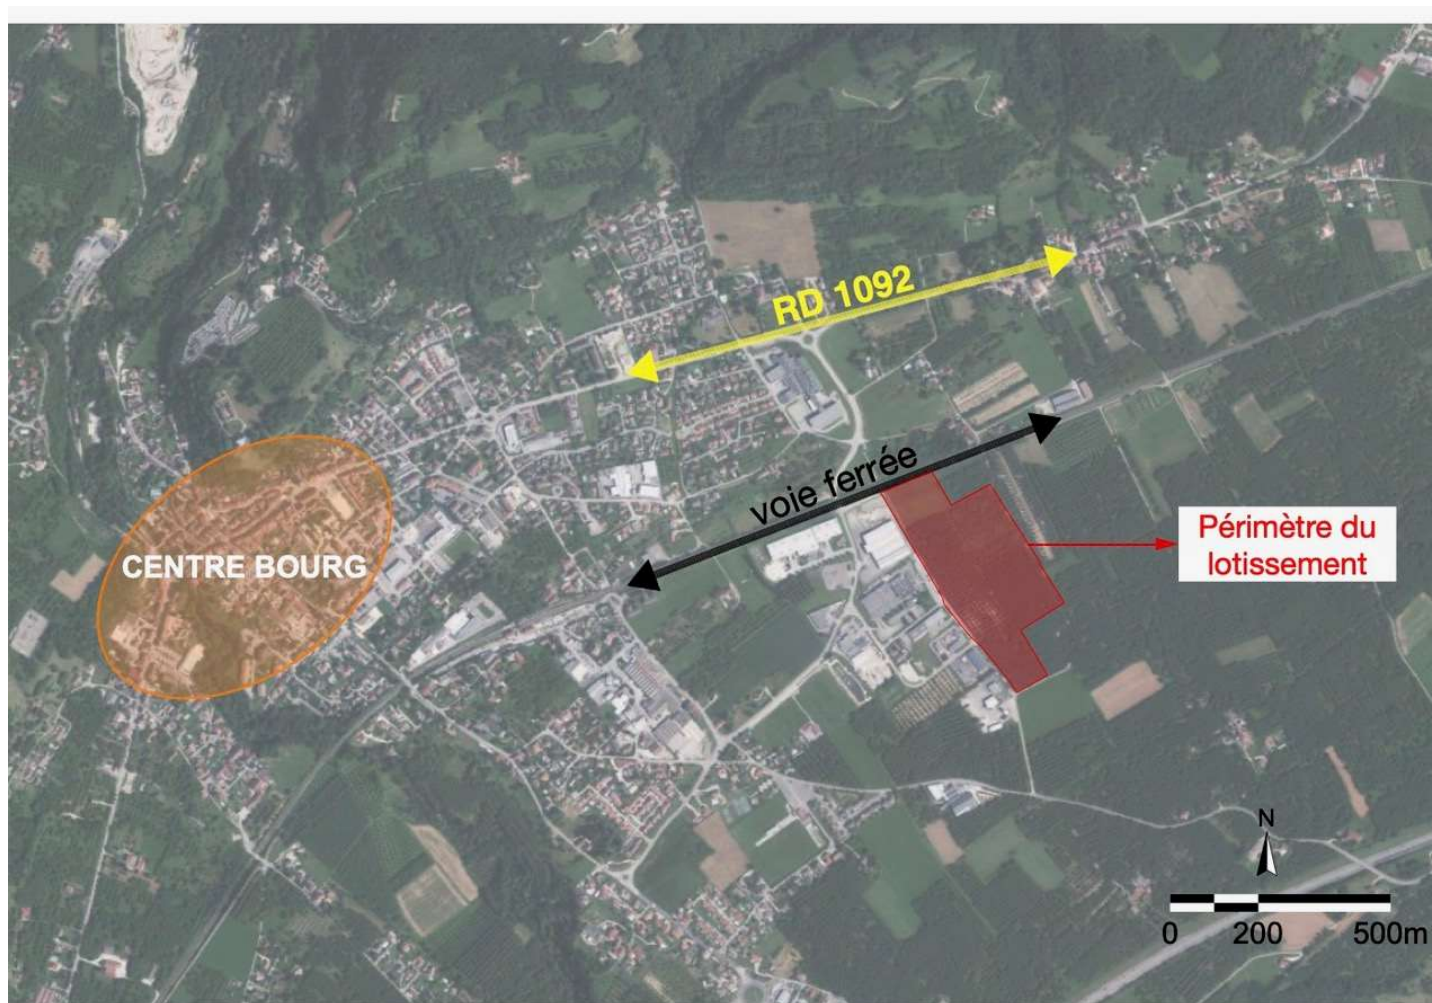 RD 1092
voie ferrée
Périmètre du
lotissement
CENTRE BOURG
N
0 200 500m